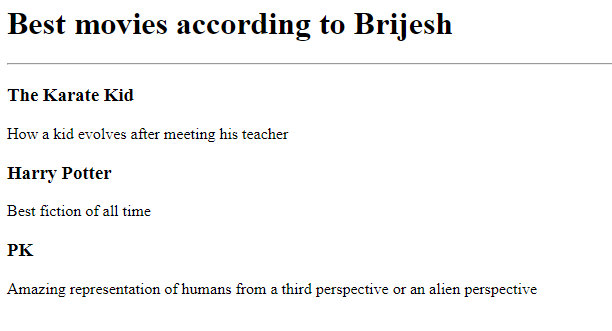 Best movies according to Brijesh
The Karate Kid
How a kid evolves after meeting his teacher
Harry Potter
Best fiction of all time
PK
Amazing representation of humans from a third perspective or an alien perspective